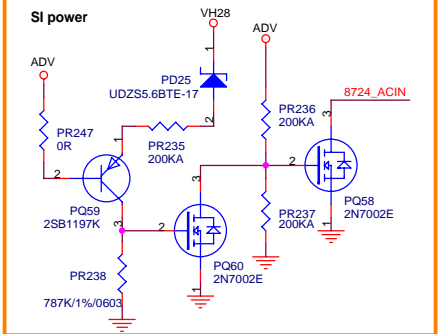 SI power
VH28
ADV
ADV
1
PD25
UDZS5.6BTE-17
8724_ACIN
2
PR247
0R
1
PR235
200KA
PR236
200KA
3
2
2
PQ59
2SB1197K
3
3
2
PR237
200KA
PQ58
2N7002E
1
PR238
787K/1%/0603
PQ60
2N7002E
1